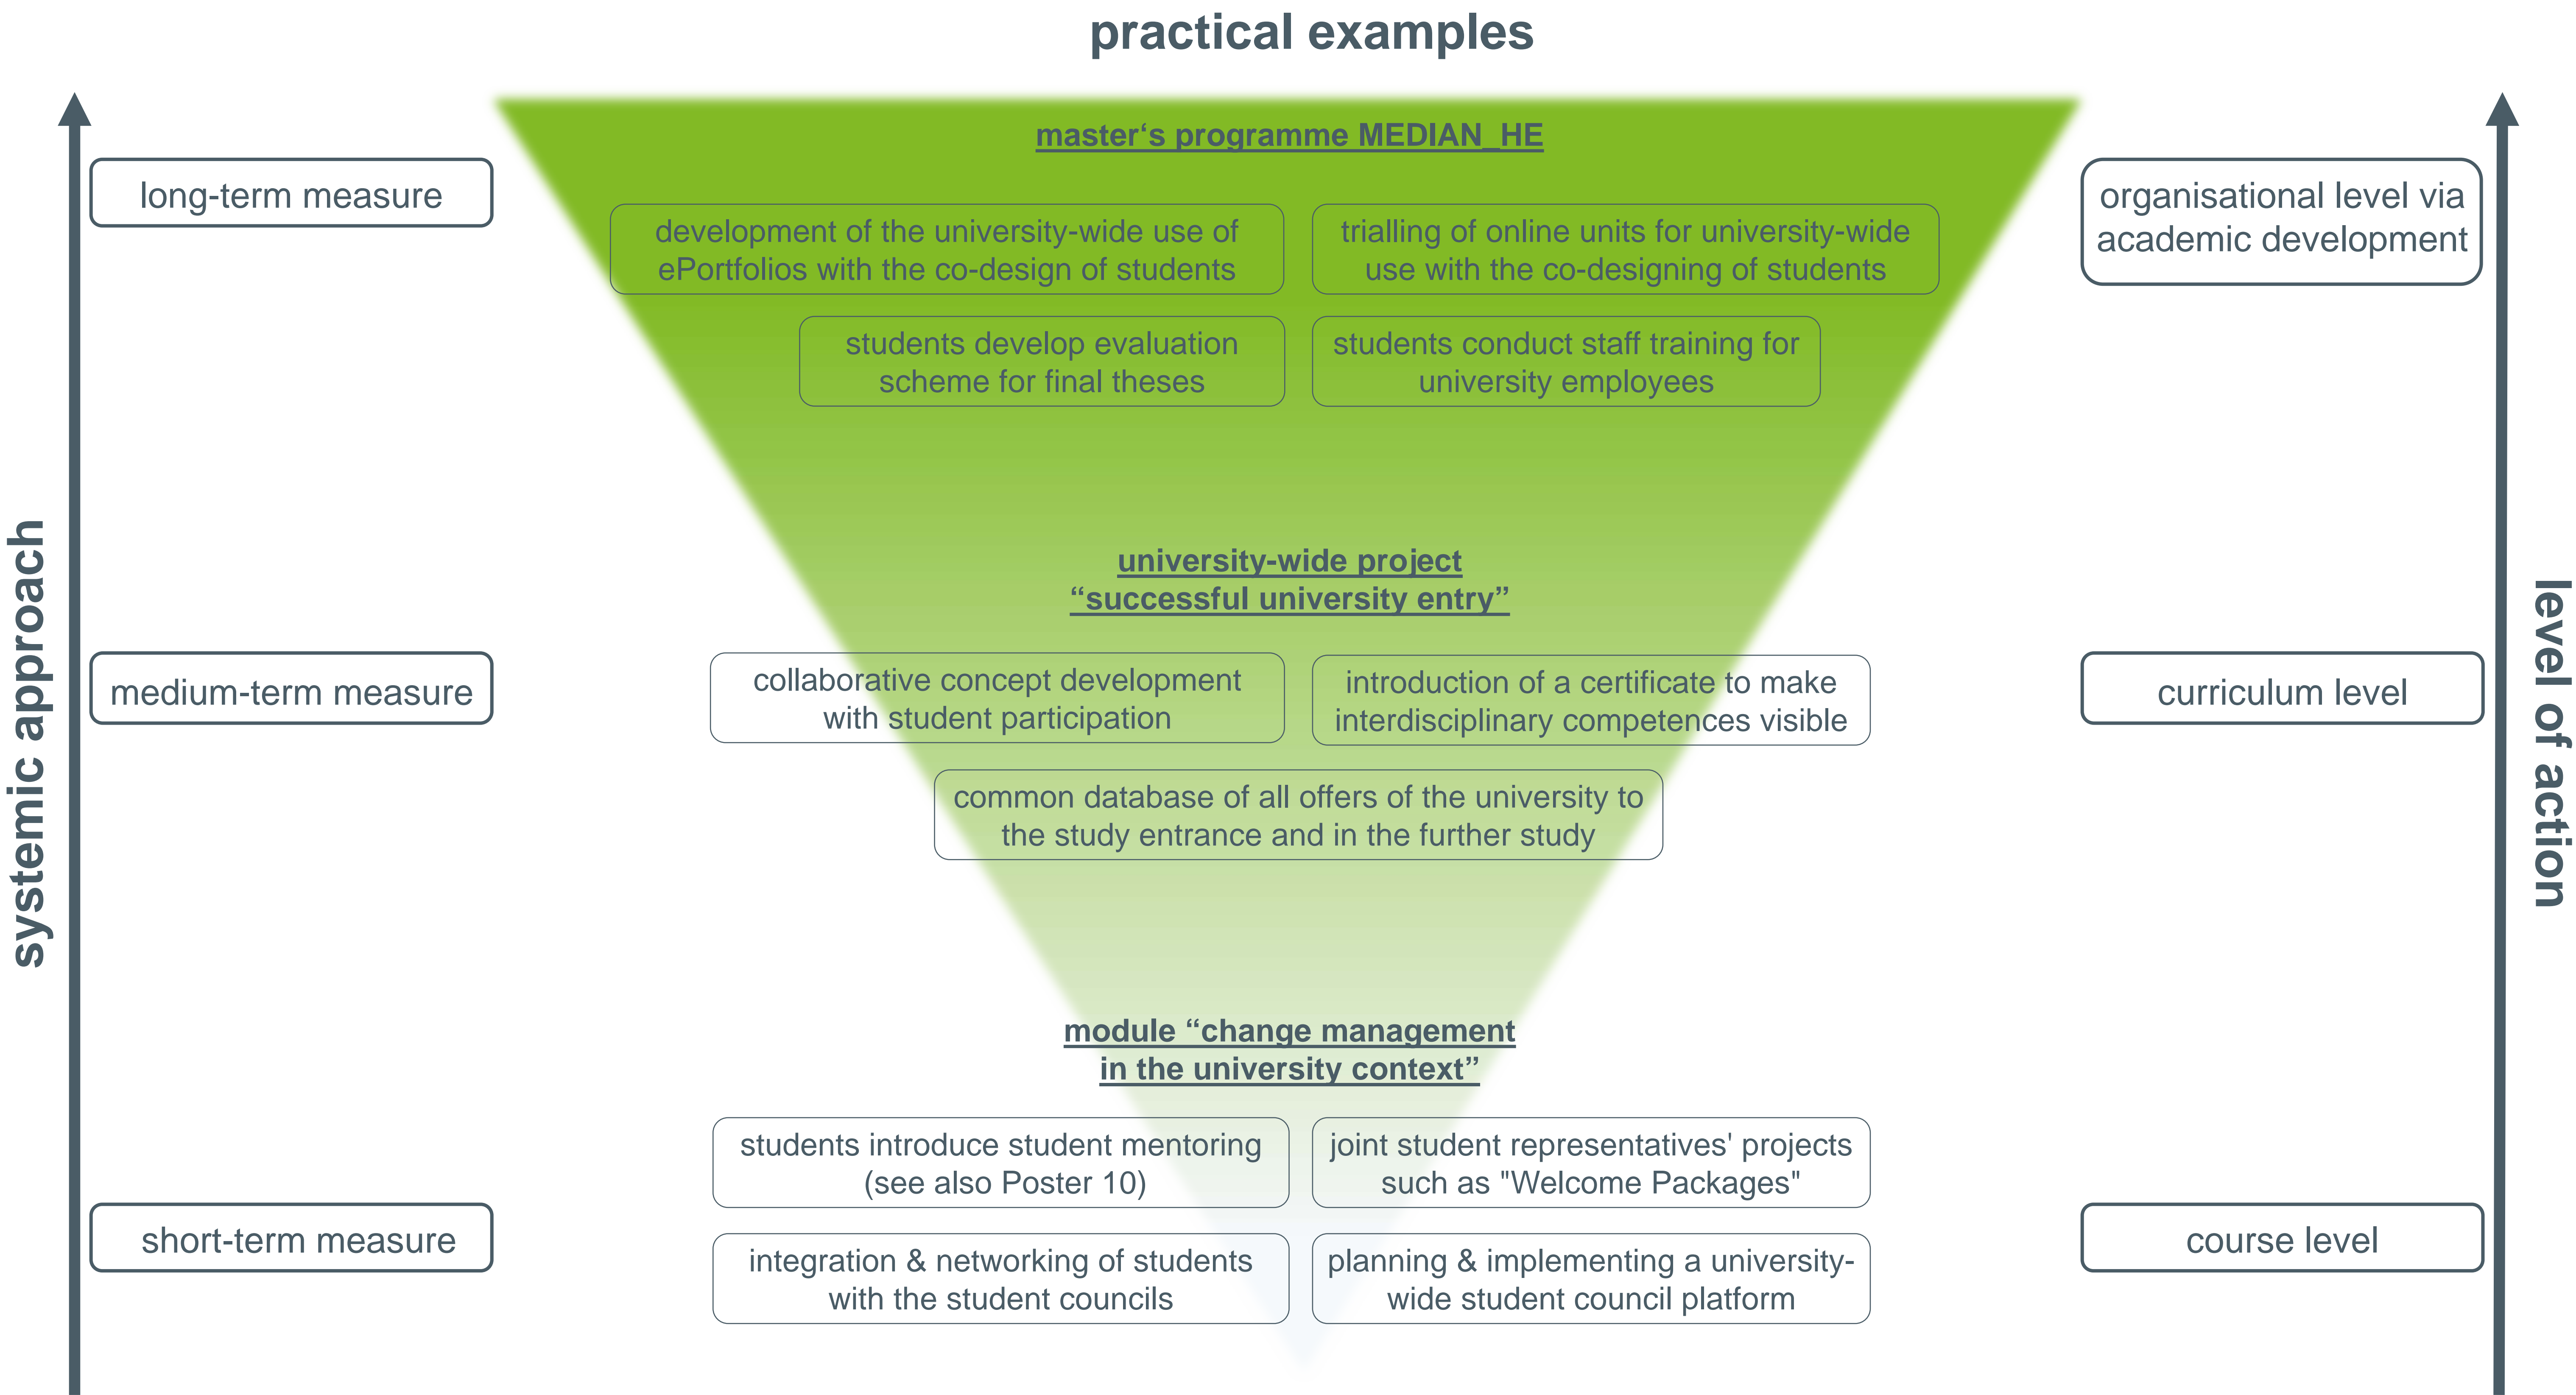 practical examples
systemic approach
level of action
long-term measure
master‘s programme MEDIAN_HE
development of the university-wide use of
ePortfolios with the co-design of students
trialling of online units for university-wide
use with the co-designing of students
students develop evaluation
scheme for final theses
students conduct staff training for
university employees
organisational level via
academic development
medium-term measure
university-wide project
“successful university entry”
collaborative concept development
with student participation
introduction of a certificate to make
interdisciplinary competences visible
common database of all offers of the university to
the study entrance and in the further study
curriculum level
short-term measure
module “change management
in the university context”
students introduce student mentoring
(see also Poster 10)
joint student representatives' projects
such as "Welcome Packages"
integration & networking of students
with the student councils
planning & implementing a university-
wide student council platform
course level